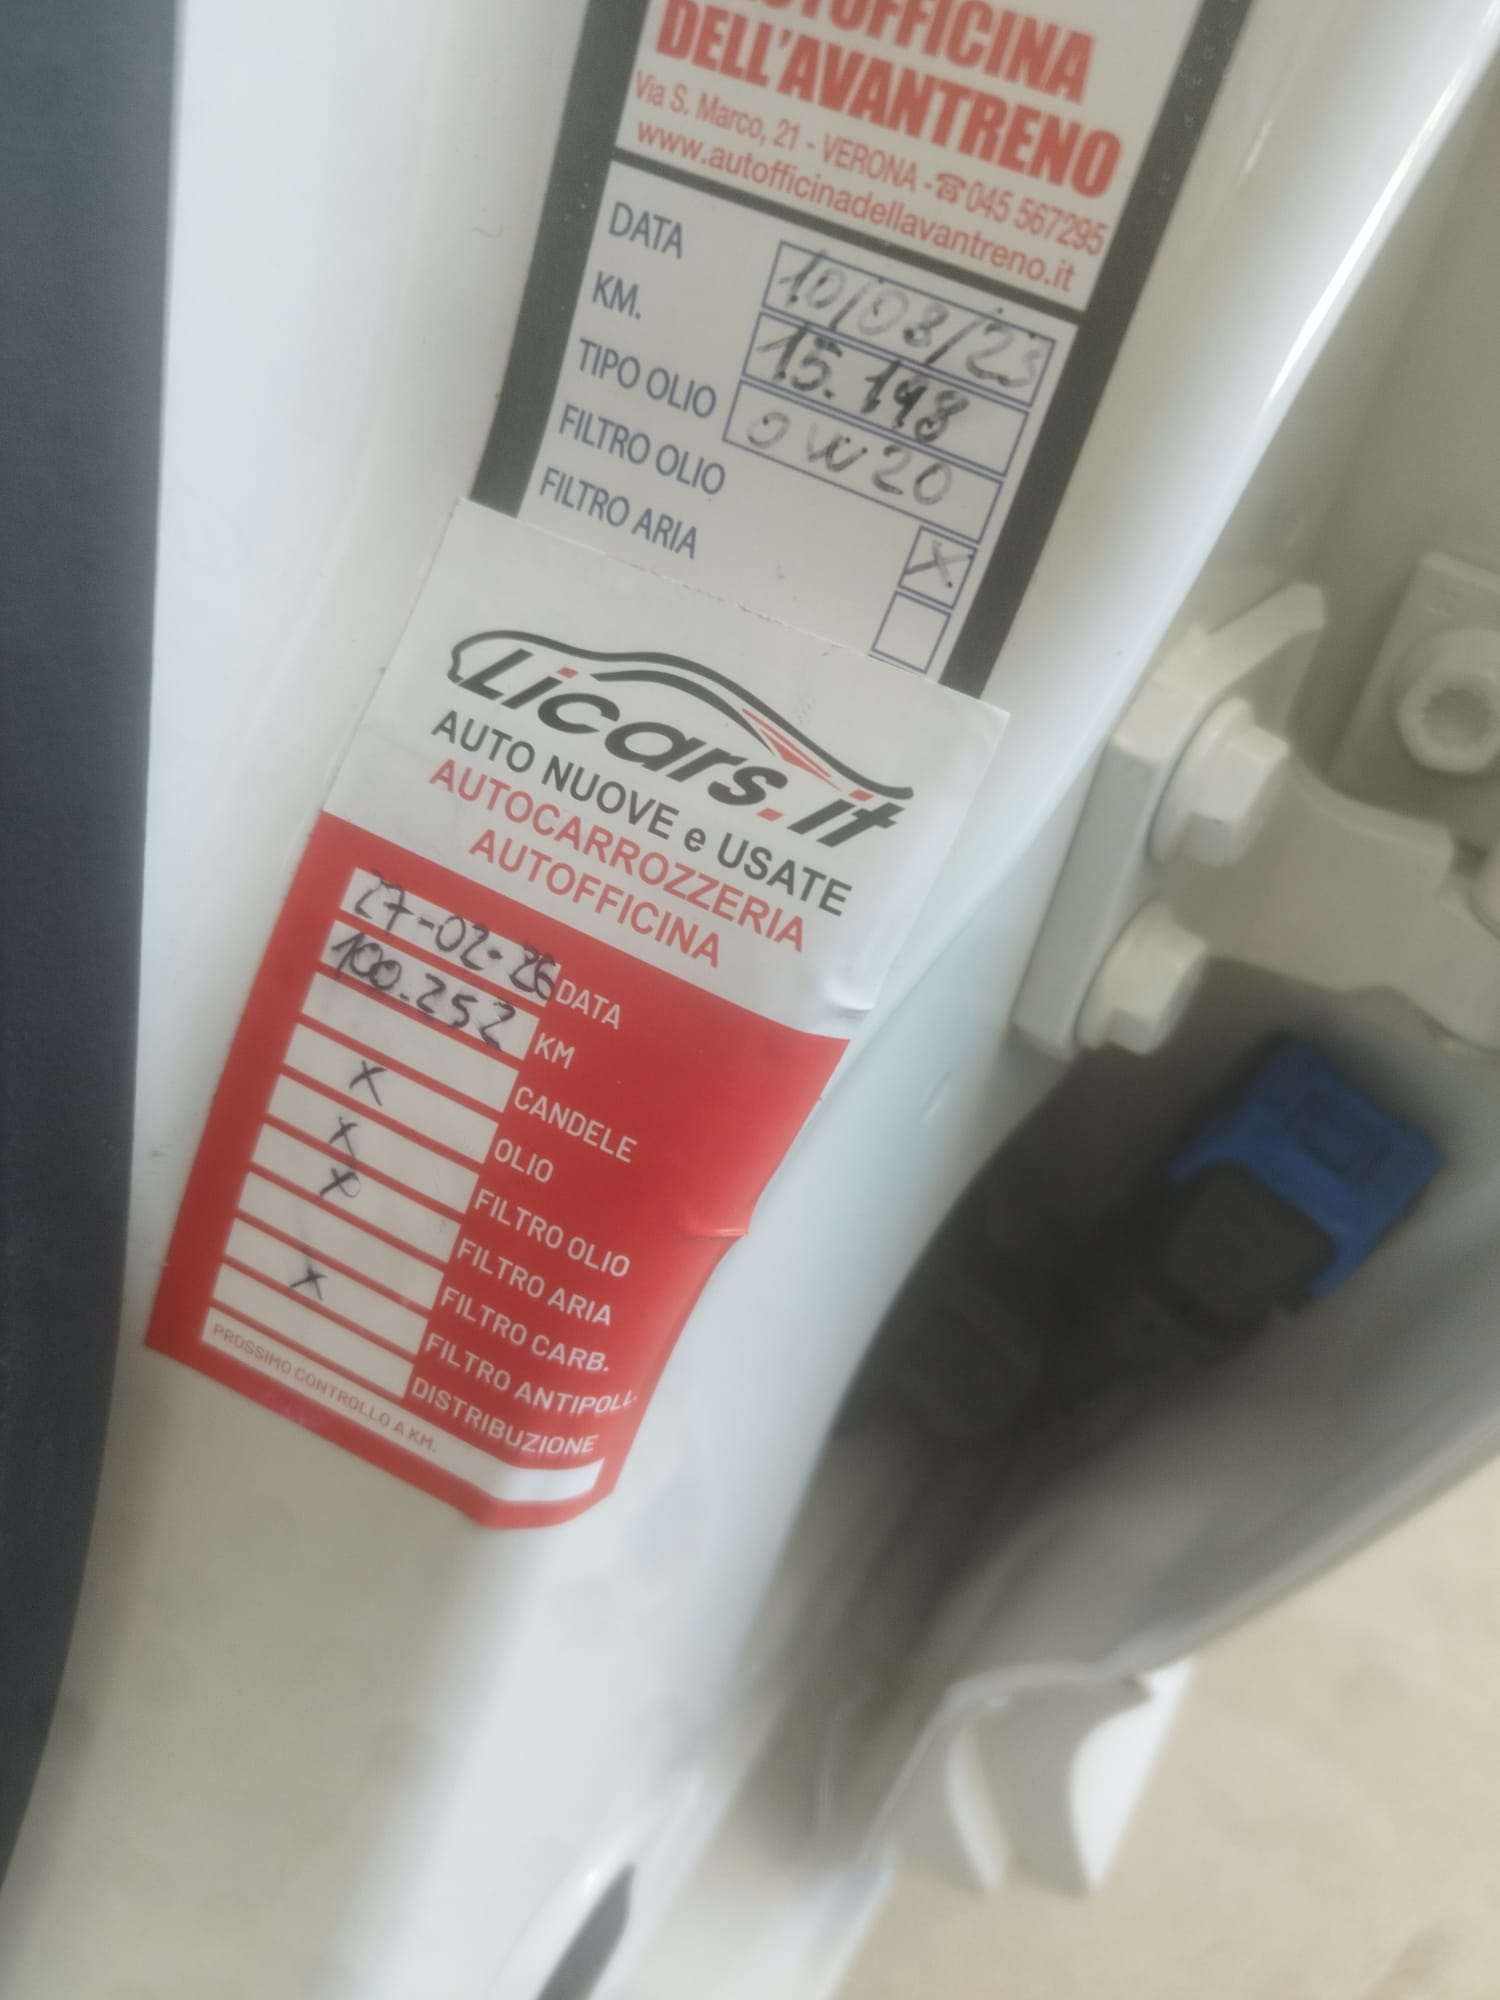 AUTOFFICINA
DELL'AVANTRENO
Via S. Marco, 21 - VERONA - ☎ 045 567295
www.autofficinadellavantreno.it
DATA 10/03/23
KM. 15.148
TIPO OLIO 0W20
FILTRO OLIO X
FILTRO ARIA
Licars.it
AUTO NUOVE e USATE
AUTOCARROZZERIA
AUTOFFICINA
27-02-26 DATA
100.252 KM
CANDELE
X OLIO
X FILTRO OLIO
X FILTRO ARIA
FILTRO CARB.
X FILTRO ANTIPOLL.
DISTRIBUZIONE
PROSSIMO CONTROLLO A KM.